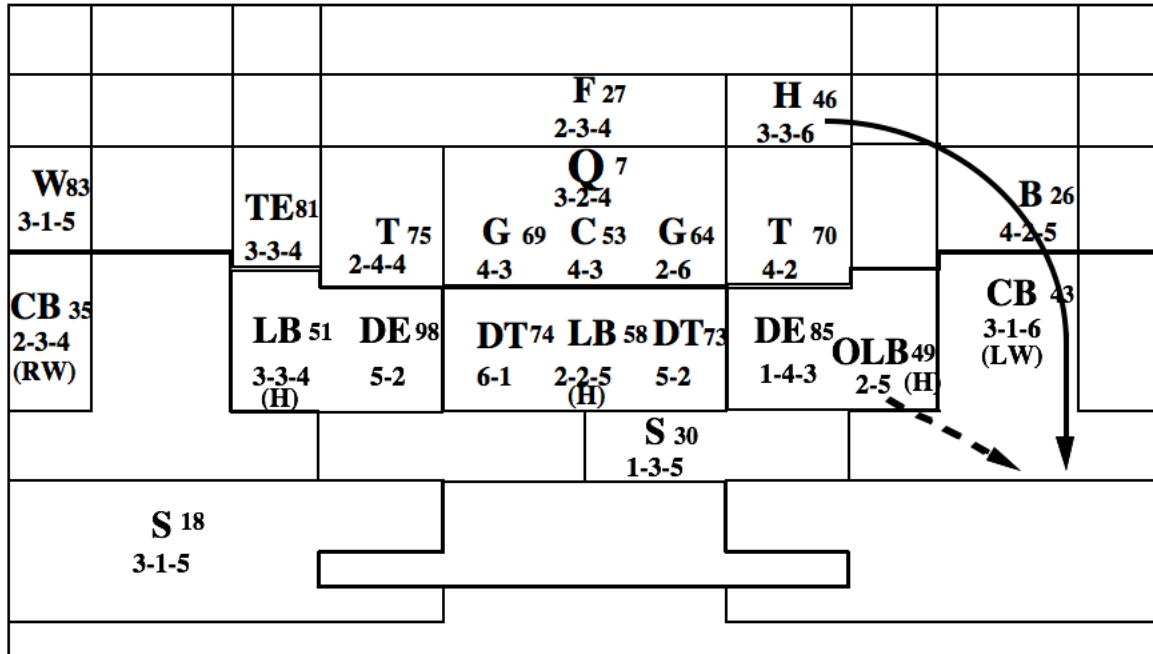 F 27
2-3-4
H 46
3-3-6
W83
3-1-5
TE81
3-3-4
T 75
2-4-4
Q 7
3-2-4
G 69
4-3
C 53
4-3
G 64
2-6
T 70
4-2
B 26
4-2-5
CB 35
2-3-4
(RW)
LB 51
3-3-4
(H)
DE 98
5-2
DT 74
6-1
LB 58
2-2-5
(H)
DT 73
5-2
DE 85
1-4-3
OLB 49
2-5 (H)
CB 43
3-1-6
(LW)
S 30
1-3-5
S 18
3-1-5